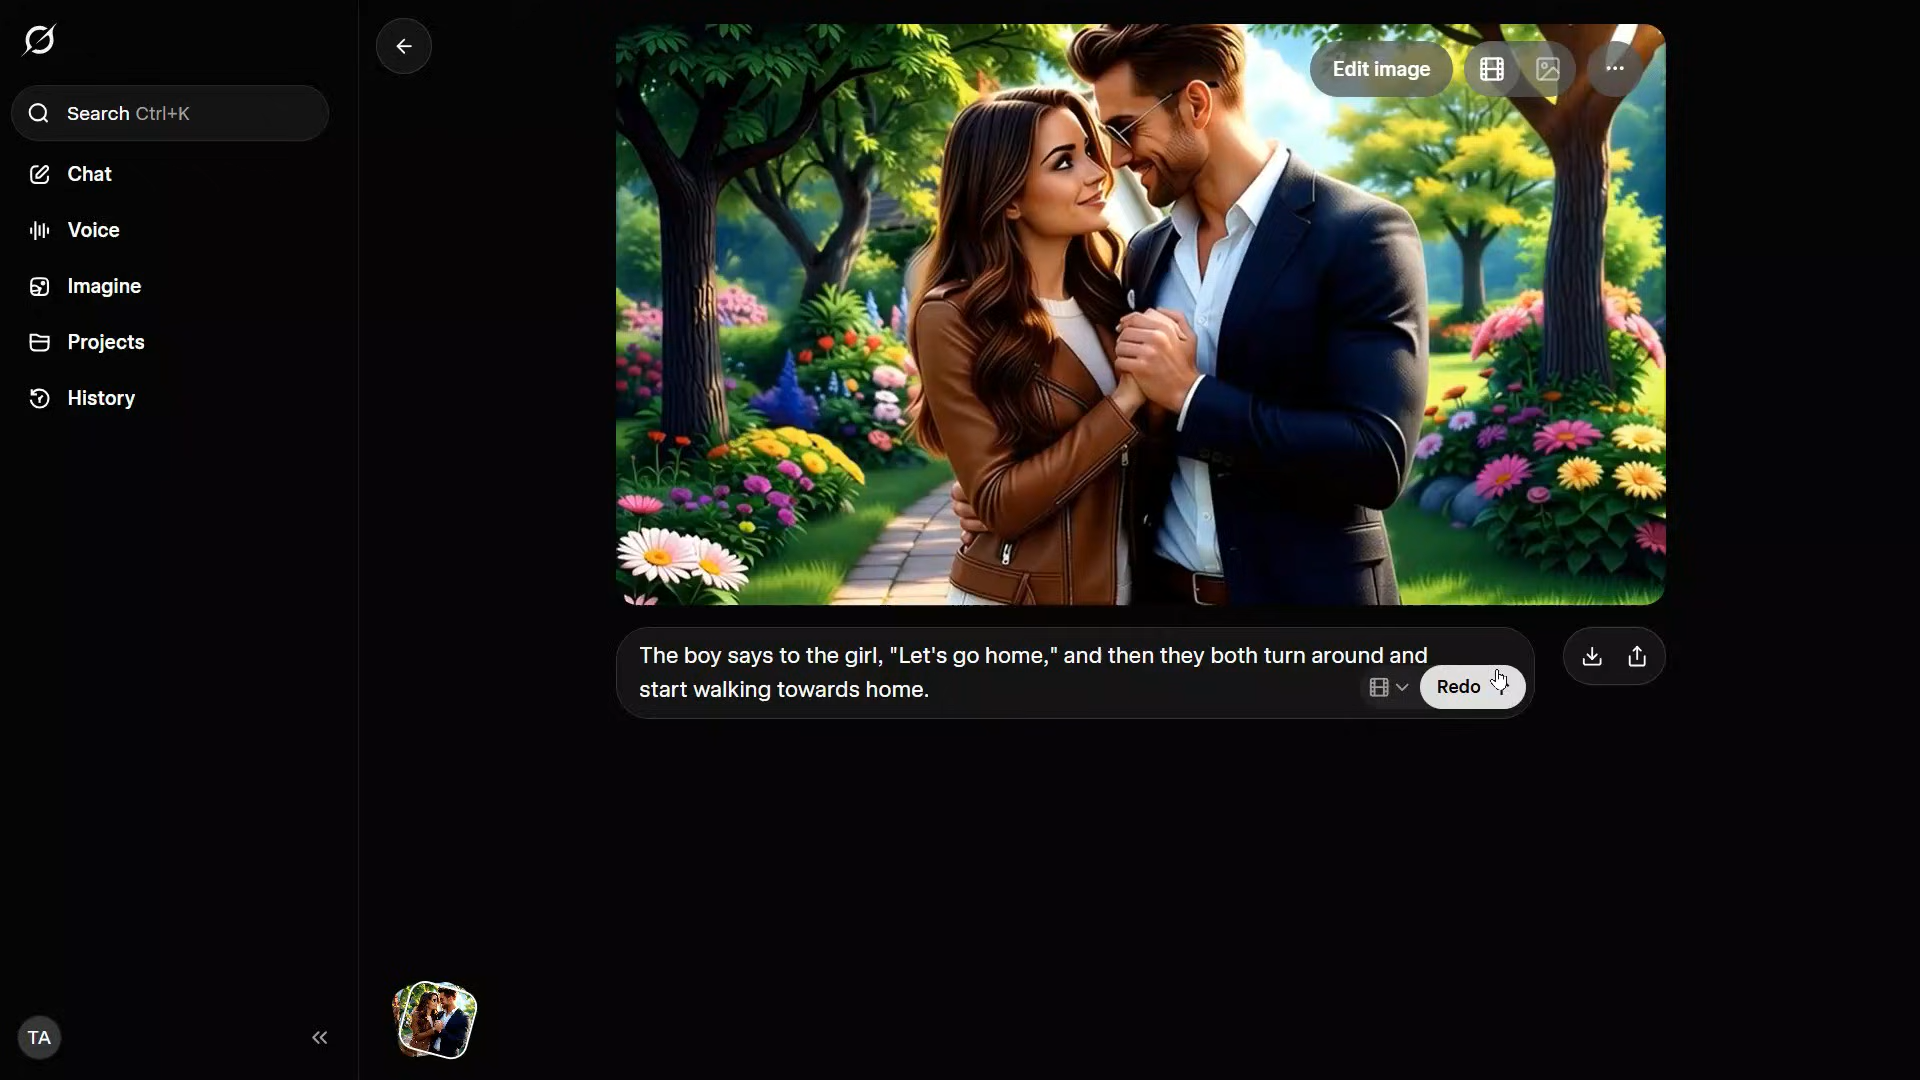 Search Ctrl+K
Chat
Voice
Imagine
Projects
History
TA
Edit image
The boy says to the girl, "Let's go home," and then they both turn around and
start walking towards home.
Redo